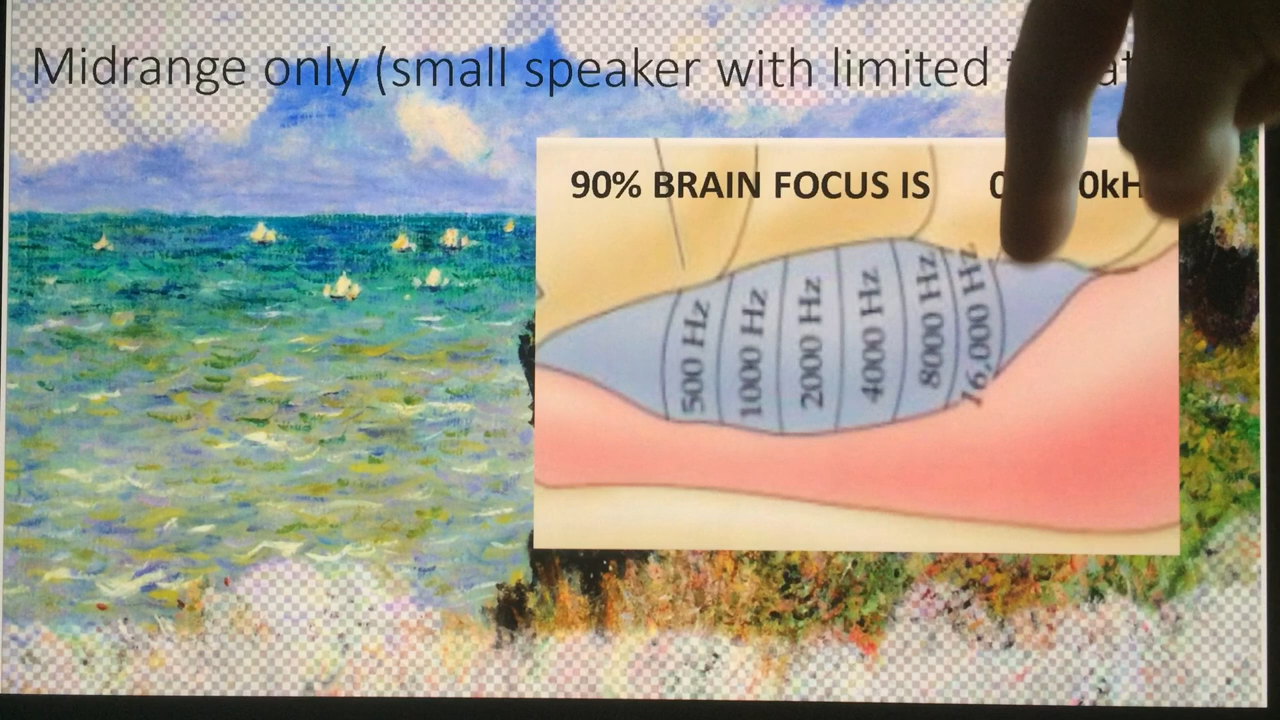 Midrange only (small speaker with limited
90% BRAIN FOCUS IS
500 Hz
1000 Hz
2000 Hz
4000 Hz
8000 Hz
16,000 Hz